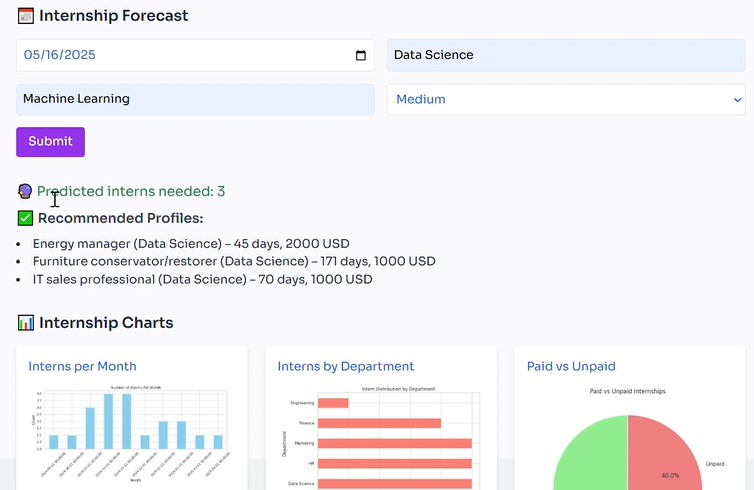 Internship Forecast
05/16/2025
Data Science
Machine Learning
Medium
Submit
Predicted interns needed: 3
Recommended Profiles:
• Energy manager (Data Science) – 45 days, 2000 USD
• Furniture conservator/restorer (Data Science) – 171 days, 1000 USD
• IT sales professional (Data Science) – 70 days, 1000 USD
Internship Charts
Interns per Month
Interns by Department
Paid vs Unpaid
Number of Interns Per Month
Count
Month
Intern Distribution by Department
Department
Engineering
Finance
Marketing
HR
Data Science
Paid vs Unpaid Internships
Unpaid
40.0%